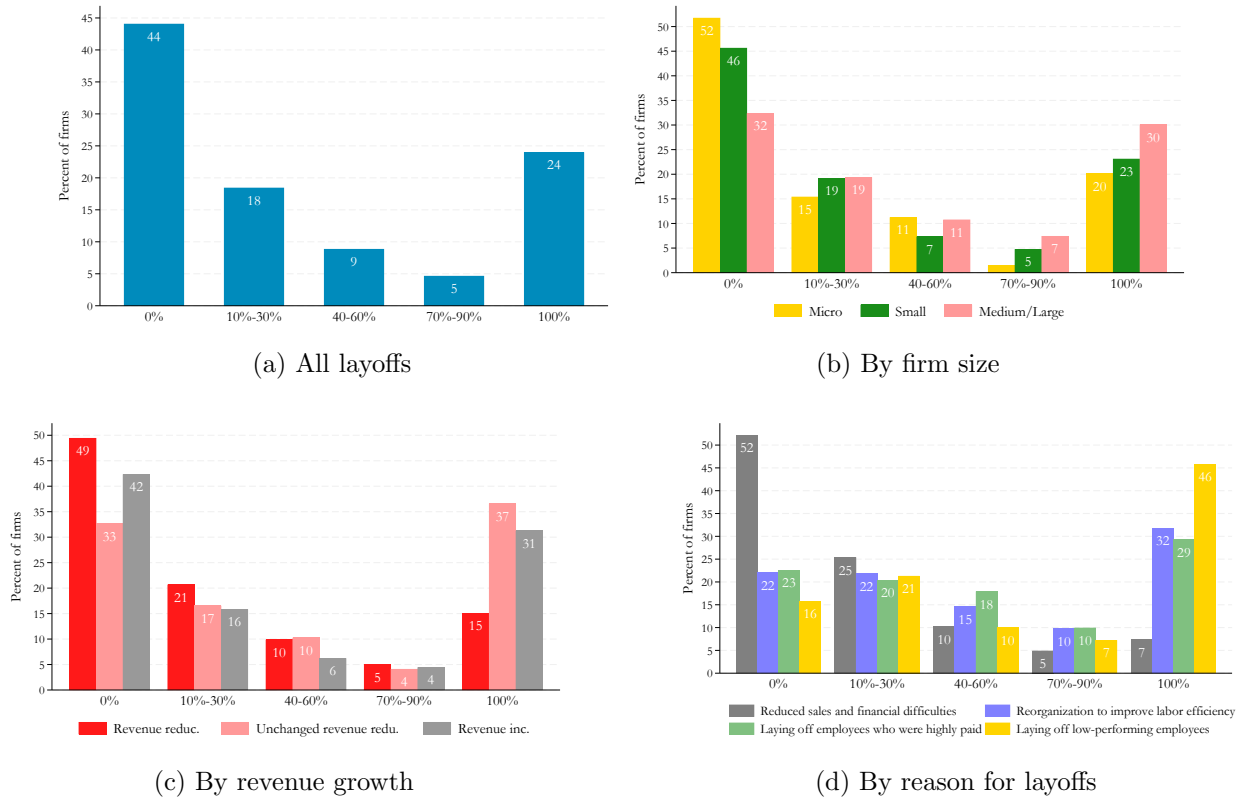 Percent of firms
45
40
35
30
25
20
15
10
5
0
44
18
9
5
24
0% 10%-30% 40-60% 70%-90% 100%
(a) All layoffs
Percent of firms
50
45
40
35
30
25
20
15
10
5
0
52 46 32
15 19 19
11 7 11
5 7
20 23 30
0% 10%-30% 40-60% 70%-90% 100%
Micro Small Medium/Large
(b) By firm size
Percent of firms
50
45
40
35
30
25
20
15
10
5
0
49 33 42
21 17 16
10 10 6
5 4 4
15 37 31
0% 10%-30% 40-60% 70%-90% 100%
Revenue reduc. Unchanged revenue redu. Revenue inc.
(c) By revenue growth
Percent of firms
50
45
40
35
30
25
20
15
10
5
0
52 22 23 16
25 22 20 21
10 15 18 10
5 10 10 7
7 32 29 46
0% 10%-30% 40-60% 70%-90% 100%
Reduced sales and financial difficulties Reorganization to improve labor efficiency
Laying off employees who were highly paid Laying off low-performing employees
(d) By reason for layoffs